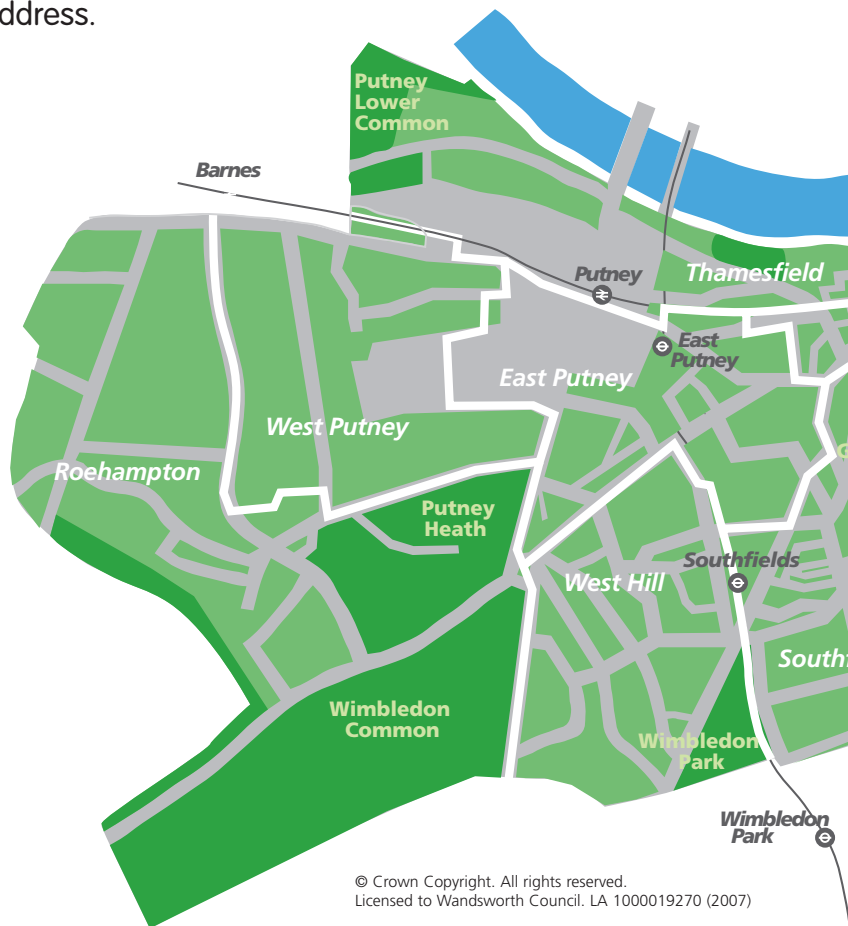 ddress.
Putney
Lower
Common
Barnes
Putney
Thamesfield
East
Putney
East Putney
West Putney
Roehampton
Putney
Heath
Southfields
West Hill
South
Wimbledon
Common
Wimbledon
Park
Wimbledon
Park
© Crown Copyright. All rights reserved.
Licensed to Wandsworth Council. LA 1000019270 (2007)